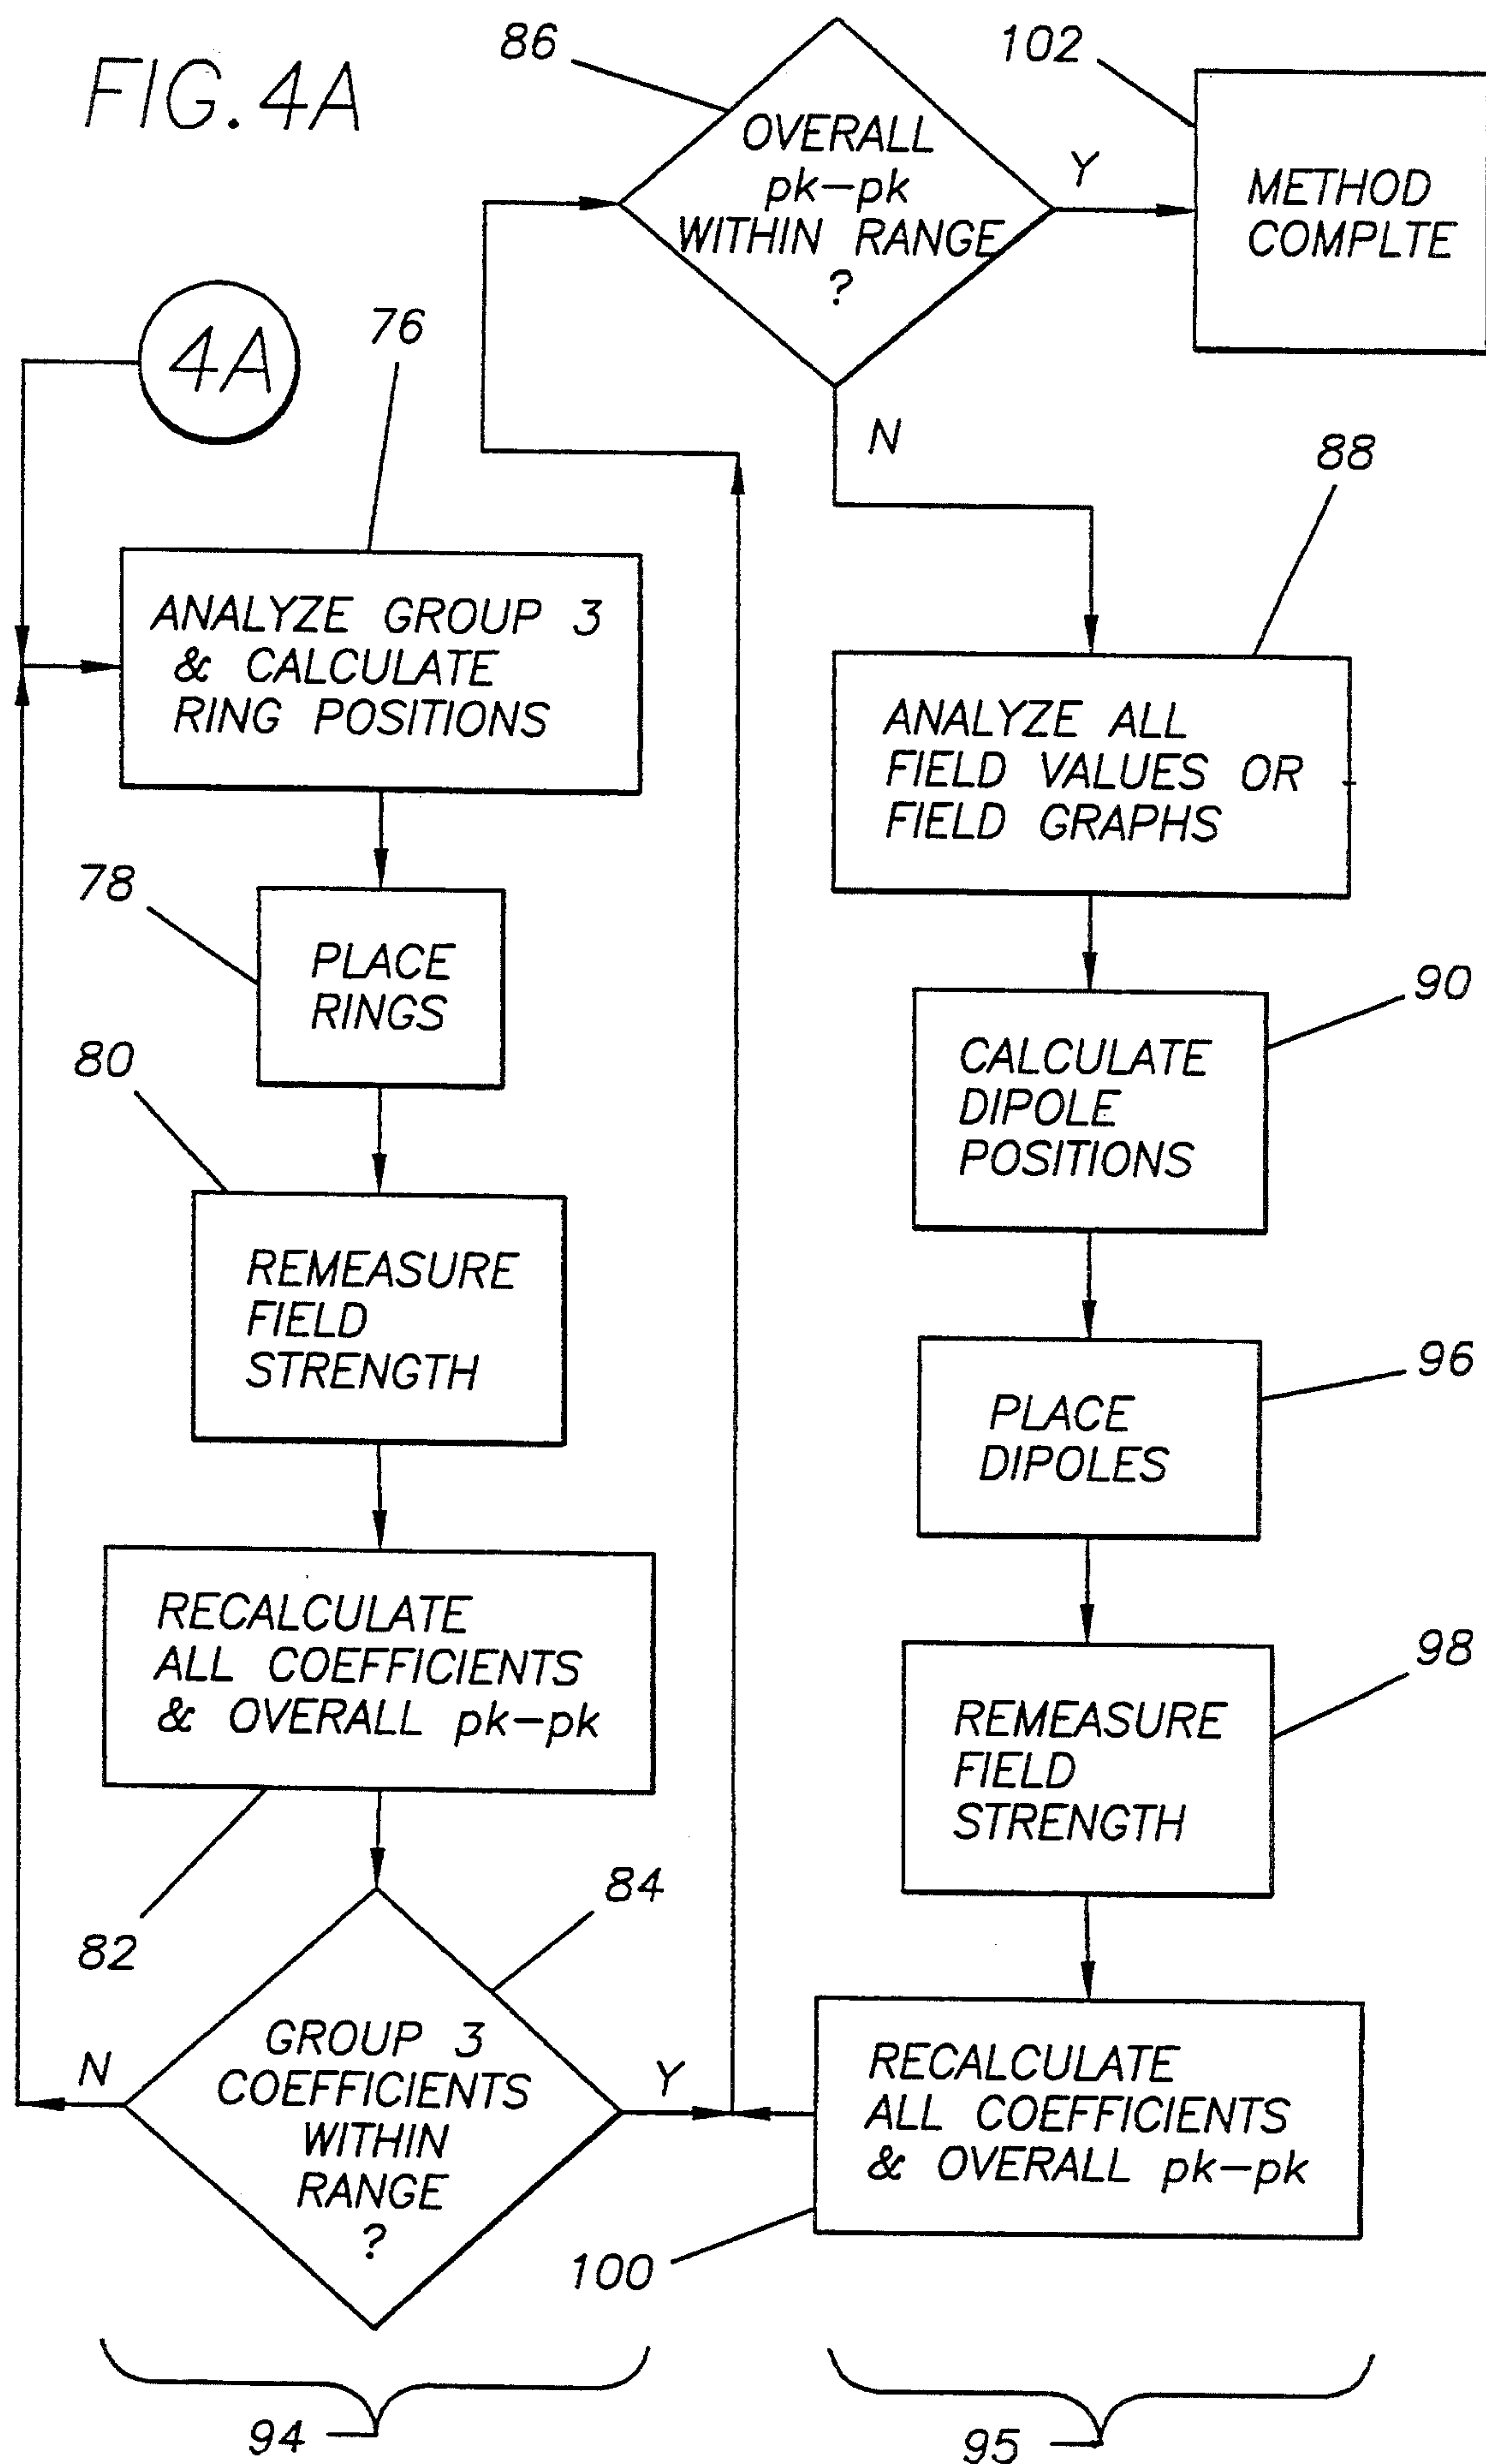 FIG. 4A
86
OVERALL
pk-pk
WITHIN RANGE
?
Y
102
METHOD
COMPLTE
4A
76
N
88
ANALYZE GROUP 3
& CALCULATE
RING POSITIONS
ANALYZE ALL
FIELD VALUES OR
FIELD GRAPHS
78
PLACE
RINGS
90
CALCULATE
DIPOLE
POSITIONS
80
REMEASURE
FIELD
STRENGTH
96
PLACE
DIPOLES
RECALCULATE
ALL COEFFICIENTS
& OVERALL pk-pk
82
98
REMEASURE
FIELD
STRENGTH
84
GROUP 3
COEFFICIENTS
WITHIN
RANGE
?
N
Y
RECALCULATE
ALL COEFFICIENTS
& OVERALL pk-pk
100
94
95